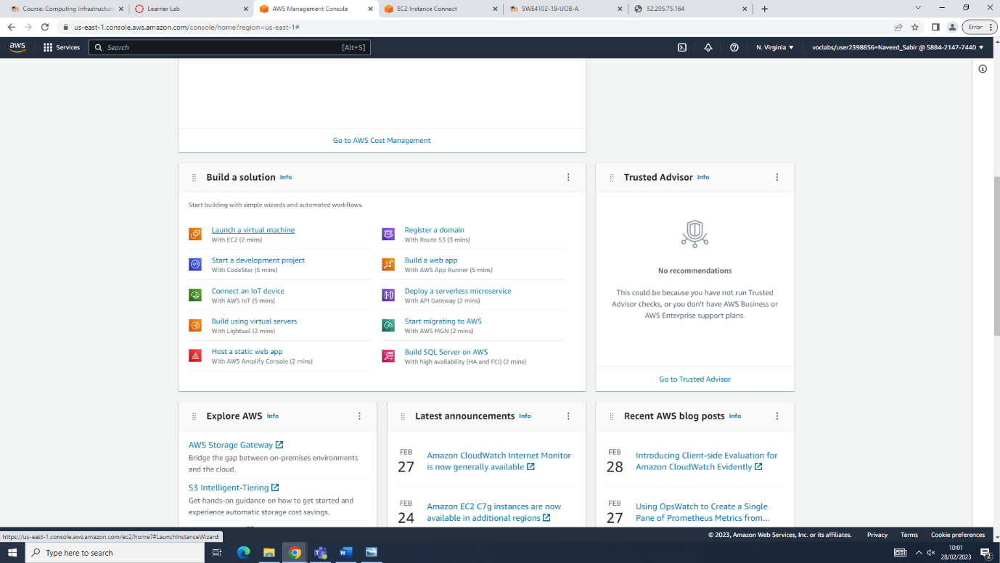 Course: Computing Infrastructure
Learner Lab
AWS Management Console
EC2 Instance Connect
SWE4102-19-UOB-A
52.205.75.164
us-east-1.console.aws.amazon.com/console/home?region=us-east-1#
Error
aws
Services
Search
[Alt+S]
N. Virginia
voclabs/user2398856=Naveed_Sabir @ 5884-2147-7440
Go to AWS Cost Management
Build a solution Info
Start building with simple wizards and automated workflows.
Launch a virtual machine
With EC2 (2 mins)
Start a development project
With CodeStar (5 mins)
Connect an IoT device
With AWS IoT (5 mins)
Build using virtual servers
With Lightsail (2 mins)
Host a static web app
With AWS Amplify Console (2 mins)
Register a domain
With Route 53 (3 mins)
Build a web app
With AWS App Runner (5 mins)
Deploy a serverless microservice
With API Gateway (2 mins)
Start migrating to AWS
With AWS MGN (2 mins)
Build SQL Server on AWS
With high availability (HA and FCI) (2 mins)
Trusted Advisor Info
No recommendations
This could be because you have not run Trusted
Advisor checks, or you don't have AWS Business or
AWS Enterprise support plans.
Go to Trusted Advisor
Explore AWS Info
AWS Storage Gateway
Bridge the gap between on-premises environments
and the cloud.
S3 Intelligent-Tiering
Get hands-on guidance on how to get started and
experience automatic storage cost savings.
Latest announcements Info
FEB
27
Amazon CloudWatch Internet Monitor
is now generally available
FEB
24
Amazon EC2 C7g instances are now
available in additional regions
Recent AWS blog posts Info
FEB
28
Introducing Client-side Evaluation for
Amazon CloudWatch Evidently
FEB
27
Using OpsWatch to Create a Single
Pane of Prometheus Metrics from...
https://us-east-1.console.aws.amazon.com/ec2/home?#LaunchInstanceWizard:
© 2023, Amazon Web Services, Inc. or its affiliates.
Privacy
Terms
Cookie preferences
Type here to search
10:01
28/02/2023
2